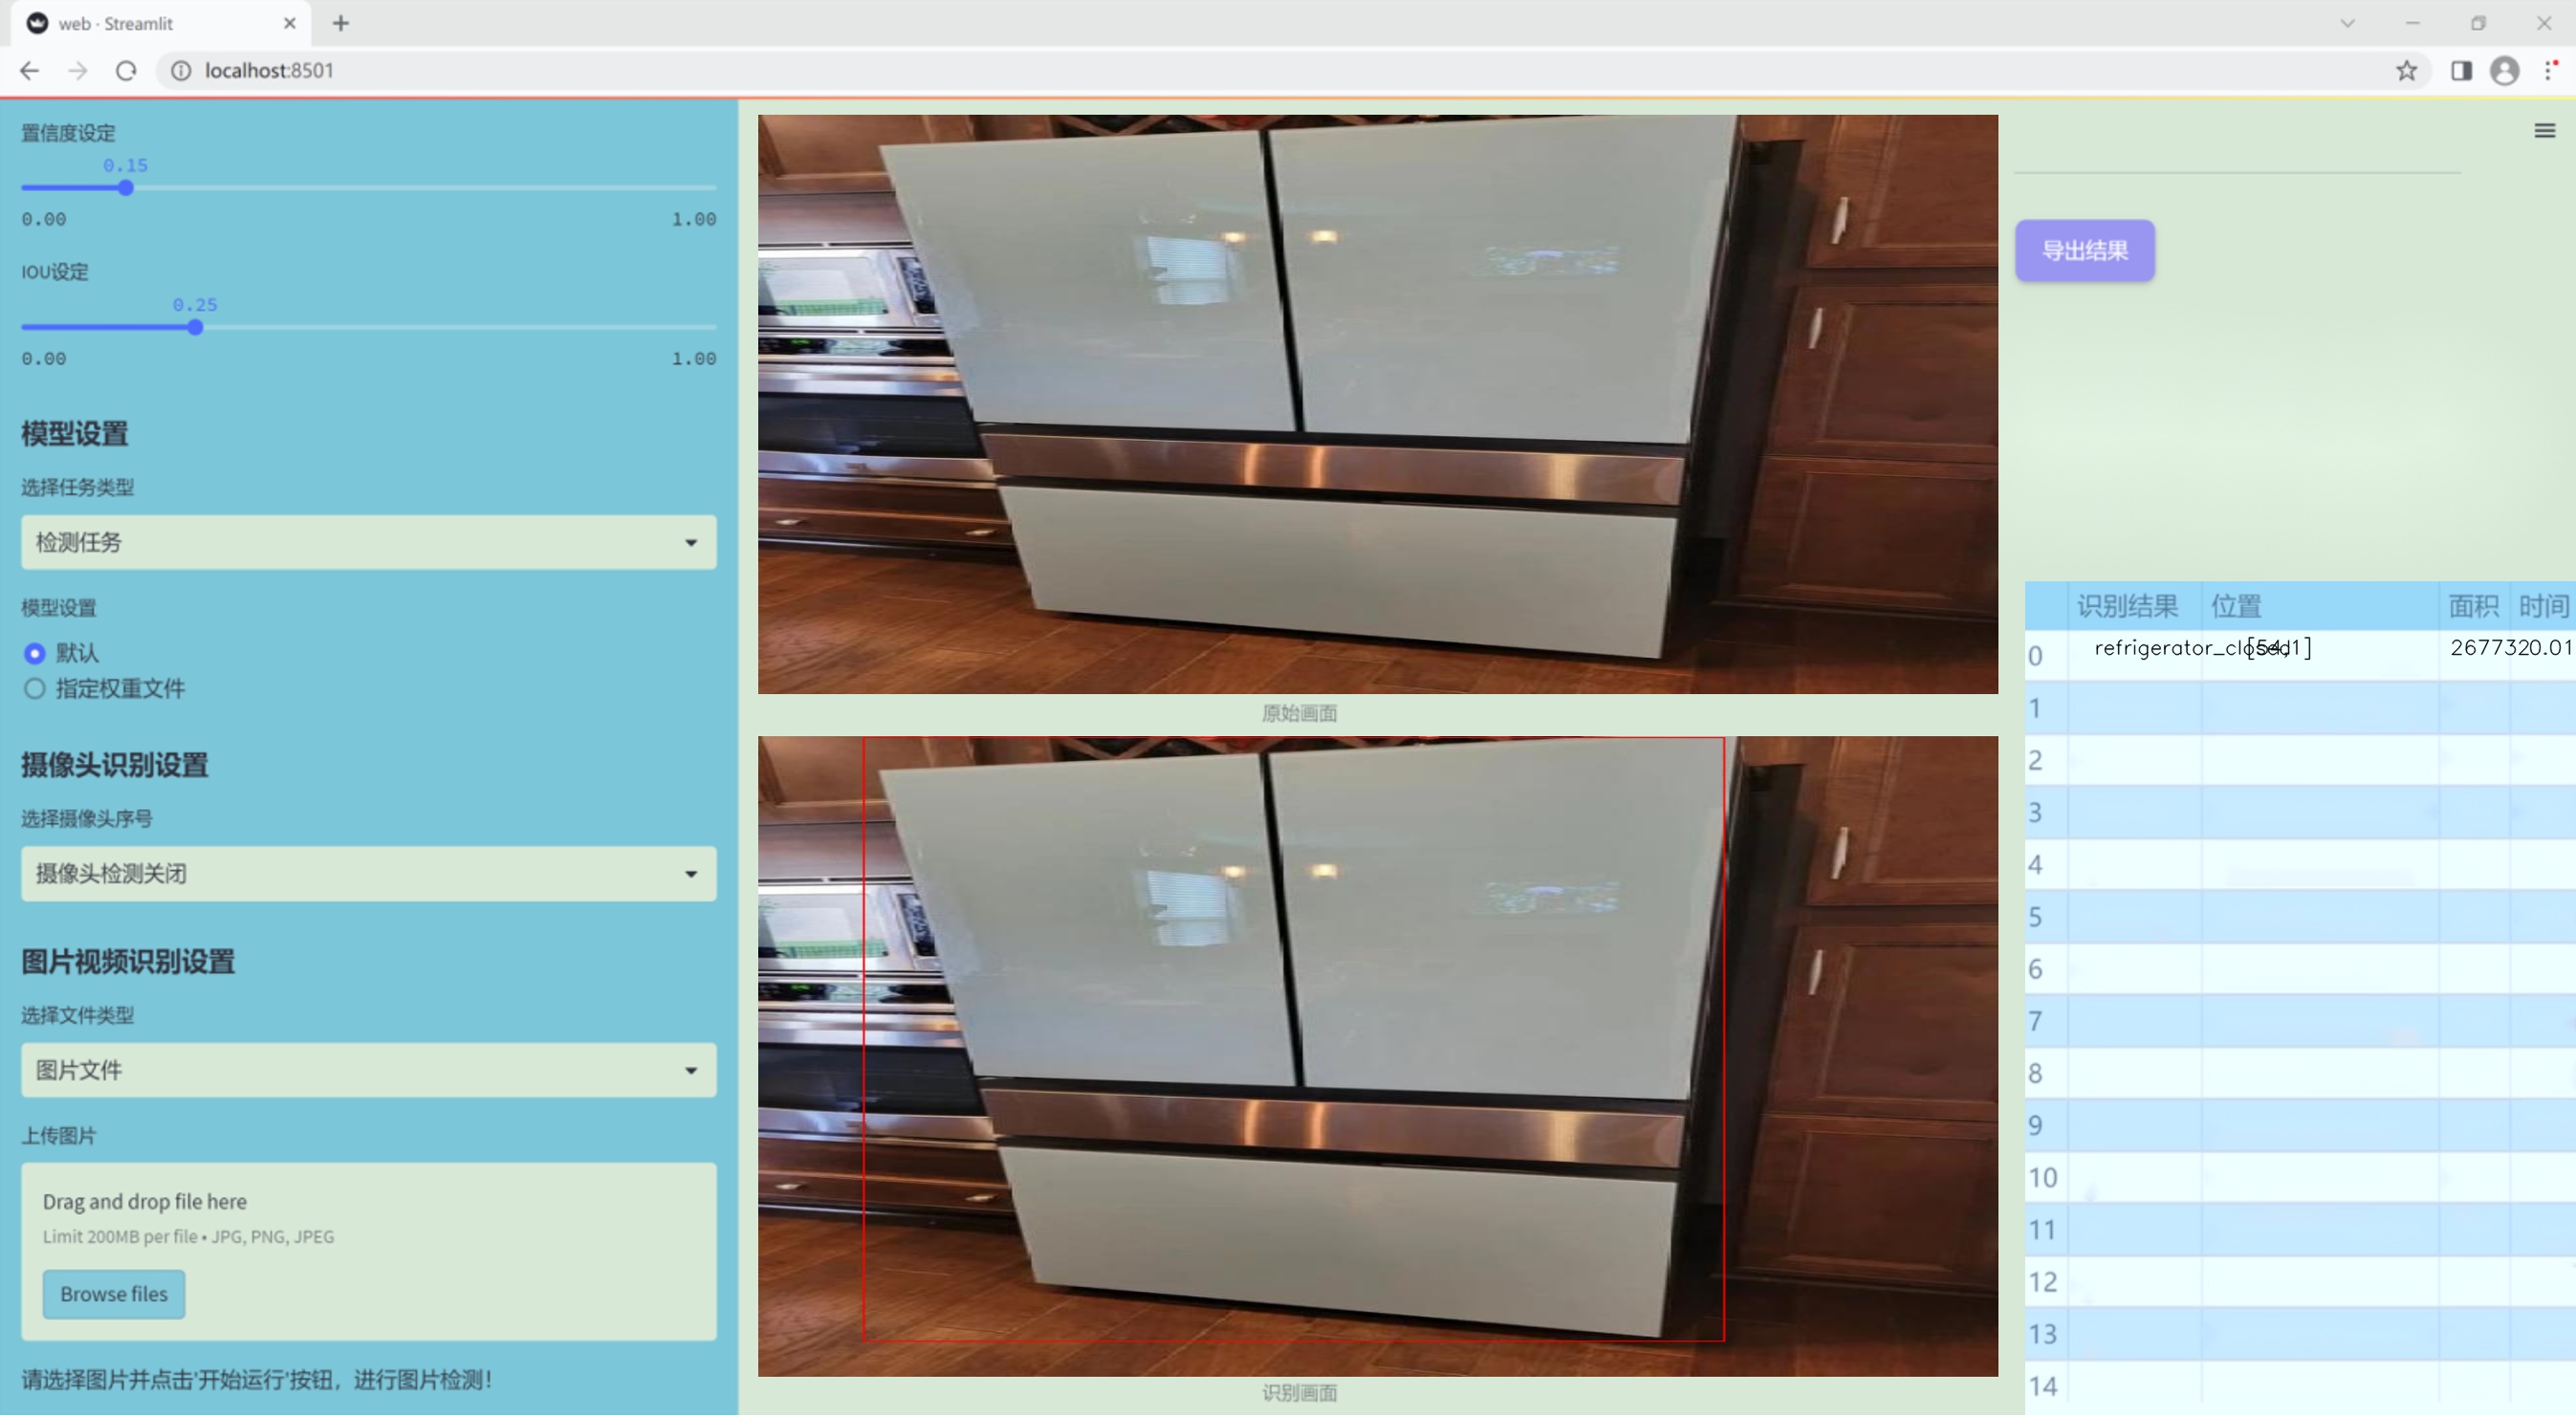 web · Streamlit
localhost:8501
置信度设定
0.15
0.00 1.00
IOU设定
0.25
0.00 1.00
模型设置
选择任务类型
检测任务
模型设置
默认
指定权重文件
摄像头识别设置
选择摄像头序号
摄像头检测关闭
图片视频识别设置
选择文件类型
图片文件
上传图片
Drag and drop file here
Limit 200MB per file • JPG, PNG, JPEG
Browse files
请选择图片并点击'开始运行'按钮，进行图片检测！
原始画面
识别画面
导出结果
识别结果 位置 面积 时间
0 refrigerator_closed [54,1] 2677320.01
1
2
3
4
5
6
7
8
9
10
11
12
13
14